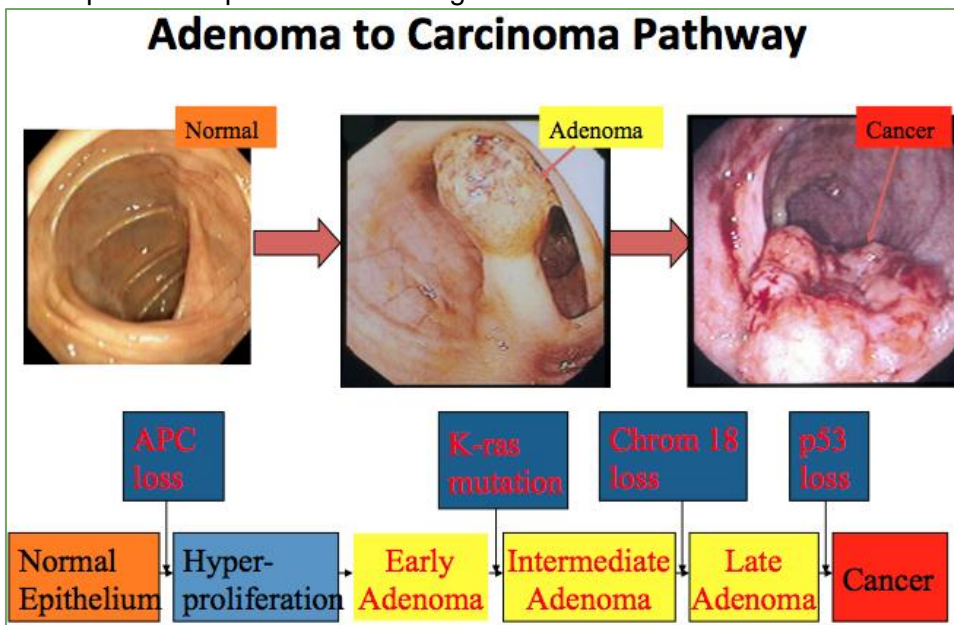 Adenoma to Carcinoma Pathway
Normal
Adenoma
Cancer
APC
loss
K-ras
mutation
Chrom 18
loss
p53
loss
Normal
Epithelium
Hyper-
proliferation
Early
Adenoma
Intermediate
Adenoma
Late
Adenoma
Cancer